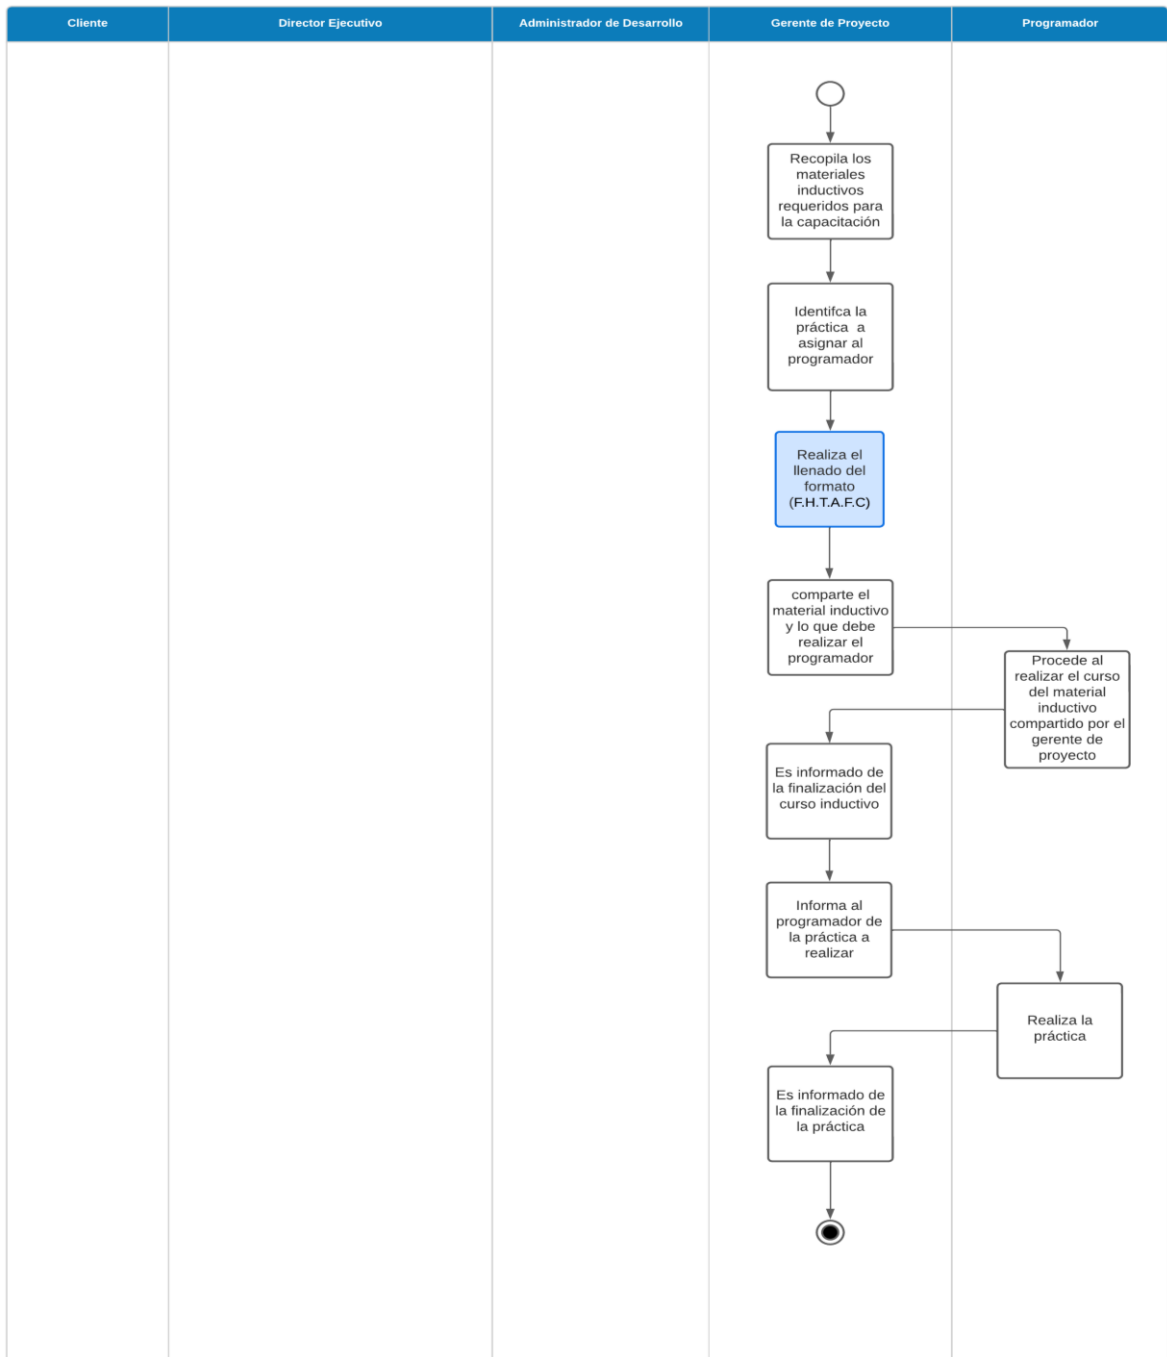 Cliente
Director Ejecutivo
Administrador de Desarrollo
Gerente de Proyecto
Programador
Recopila los
materiales
inductivos
requeridos para
la capacitación
Identifca la
práctica a
asignar al
programador
Realiza el
llenado del
formato
(F.H.T.A.F.C)
comparte el
material inductivo
y lo que debe
realizar el
programador
Procede al
realizar el curso
del material
inductivo
compartido por el
gerente de
proyecto
Es informado de
la finalización del
curso inductivo
Informa al
programador de
la práctica a
realizar
Realiza la
práctica
Es informado de
la finalización de
la práctica